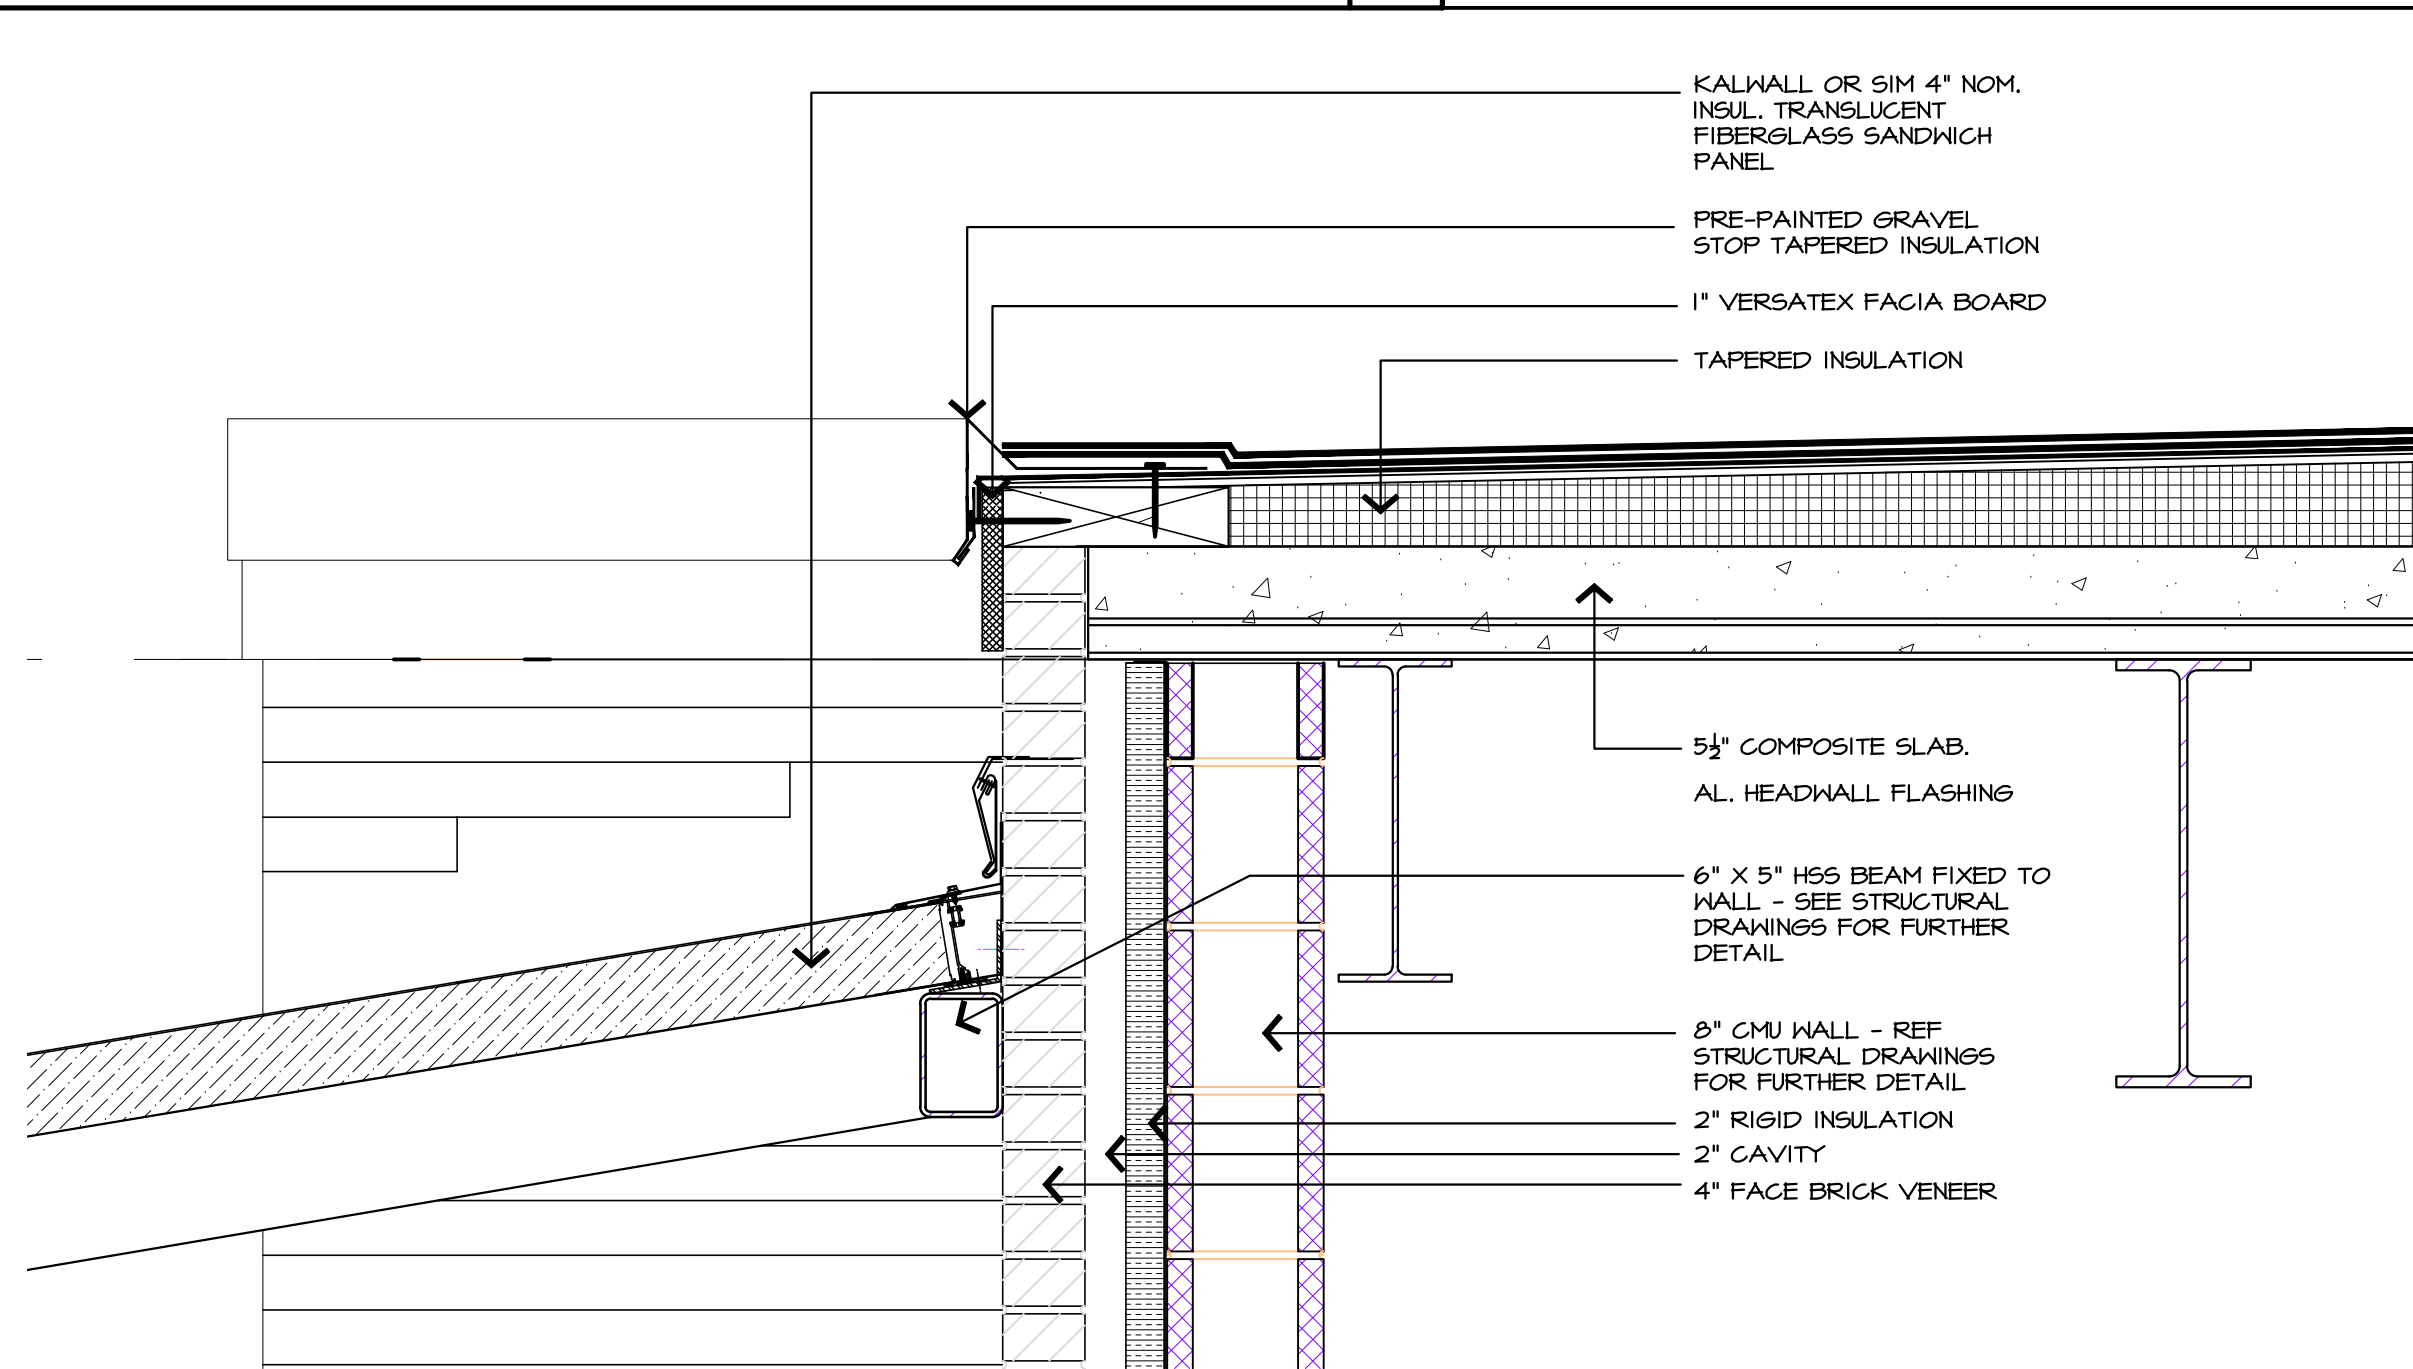 KALWALL OR SIM 4" NOM.
INSUL. TRANSLUCENT
FIBERGLASS SANDWICH
PANEL
PRE-PAINTED GRAVEL
STOP TAPERED INSULATION
1" VERSATEX FACIA BOARD
TAPERED INSULATION
5½" COMPOSITE SLAB.
AL. HEADWALL FLASHING
6" X 5" HSS BEAM FIXED TO
WALL - SEE STRUCTURAL
DRAWINGS FOR FURTHER
DETAIL
8" CMU WALL - REF
STRUCTURAL DRAWINGS
FOR FURTHER DETAIL
2" RIGID INSULATION
2" CAVITY
4" FACE BRICK VENEER